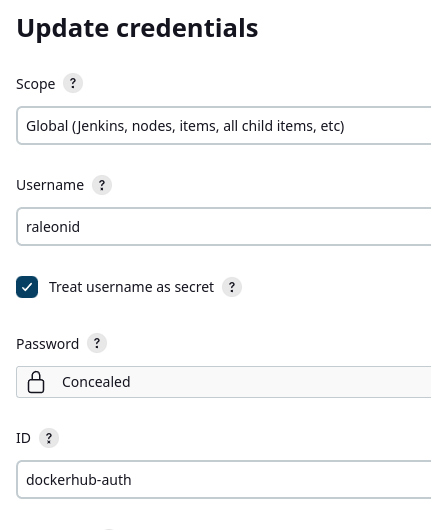 Update credentials
Scope ?
Global (Jenkins, nodes, items, all child items, etc)
Username ?
raleonid
Treat username as secret ?
Password ?
Concealed
ID ?
dockerhub-auth